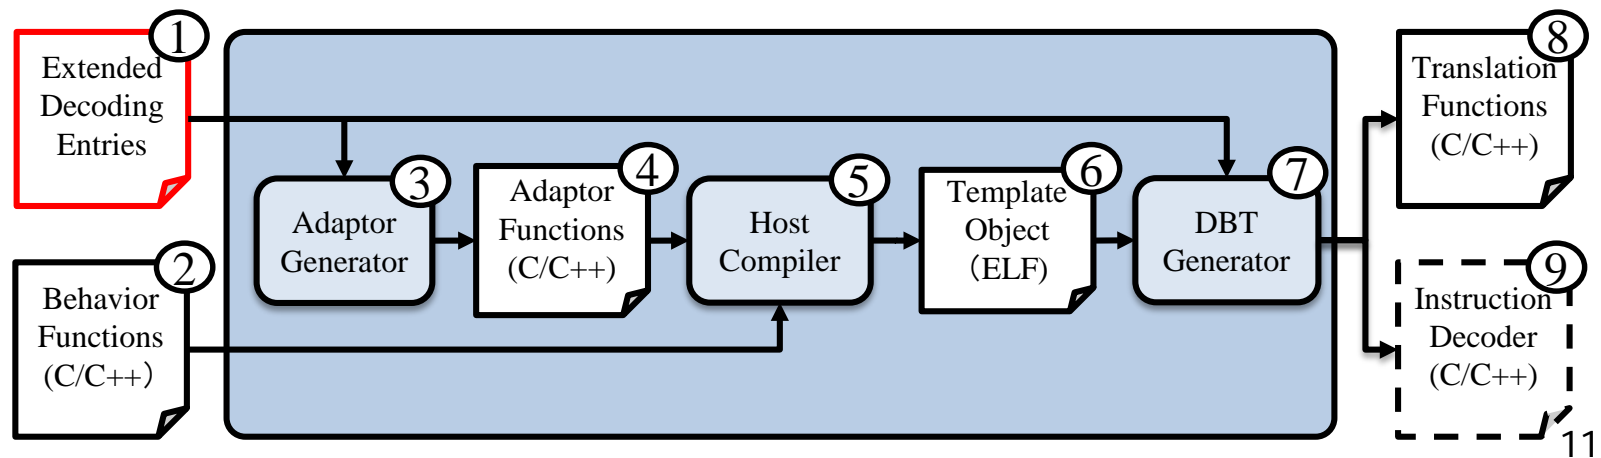 1
Extended
Decoding
Entries
2
Behavior
Functions
(C/C++）
3
Adaptor
Generator
4
Adaptor
Functions
(C/C++)
5
Host
Compiler
6
Template
Object
（ELF)
7
DBT
Generator
8
Translation
Functions
(C/C++)
9
Instruction
Decoder
(C/C++)
11